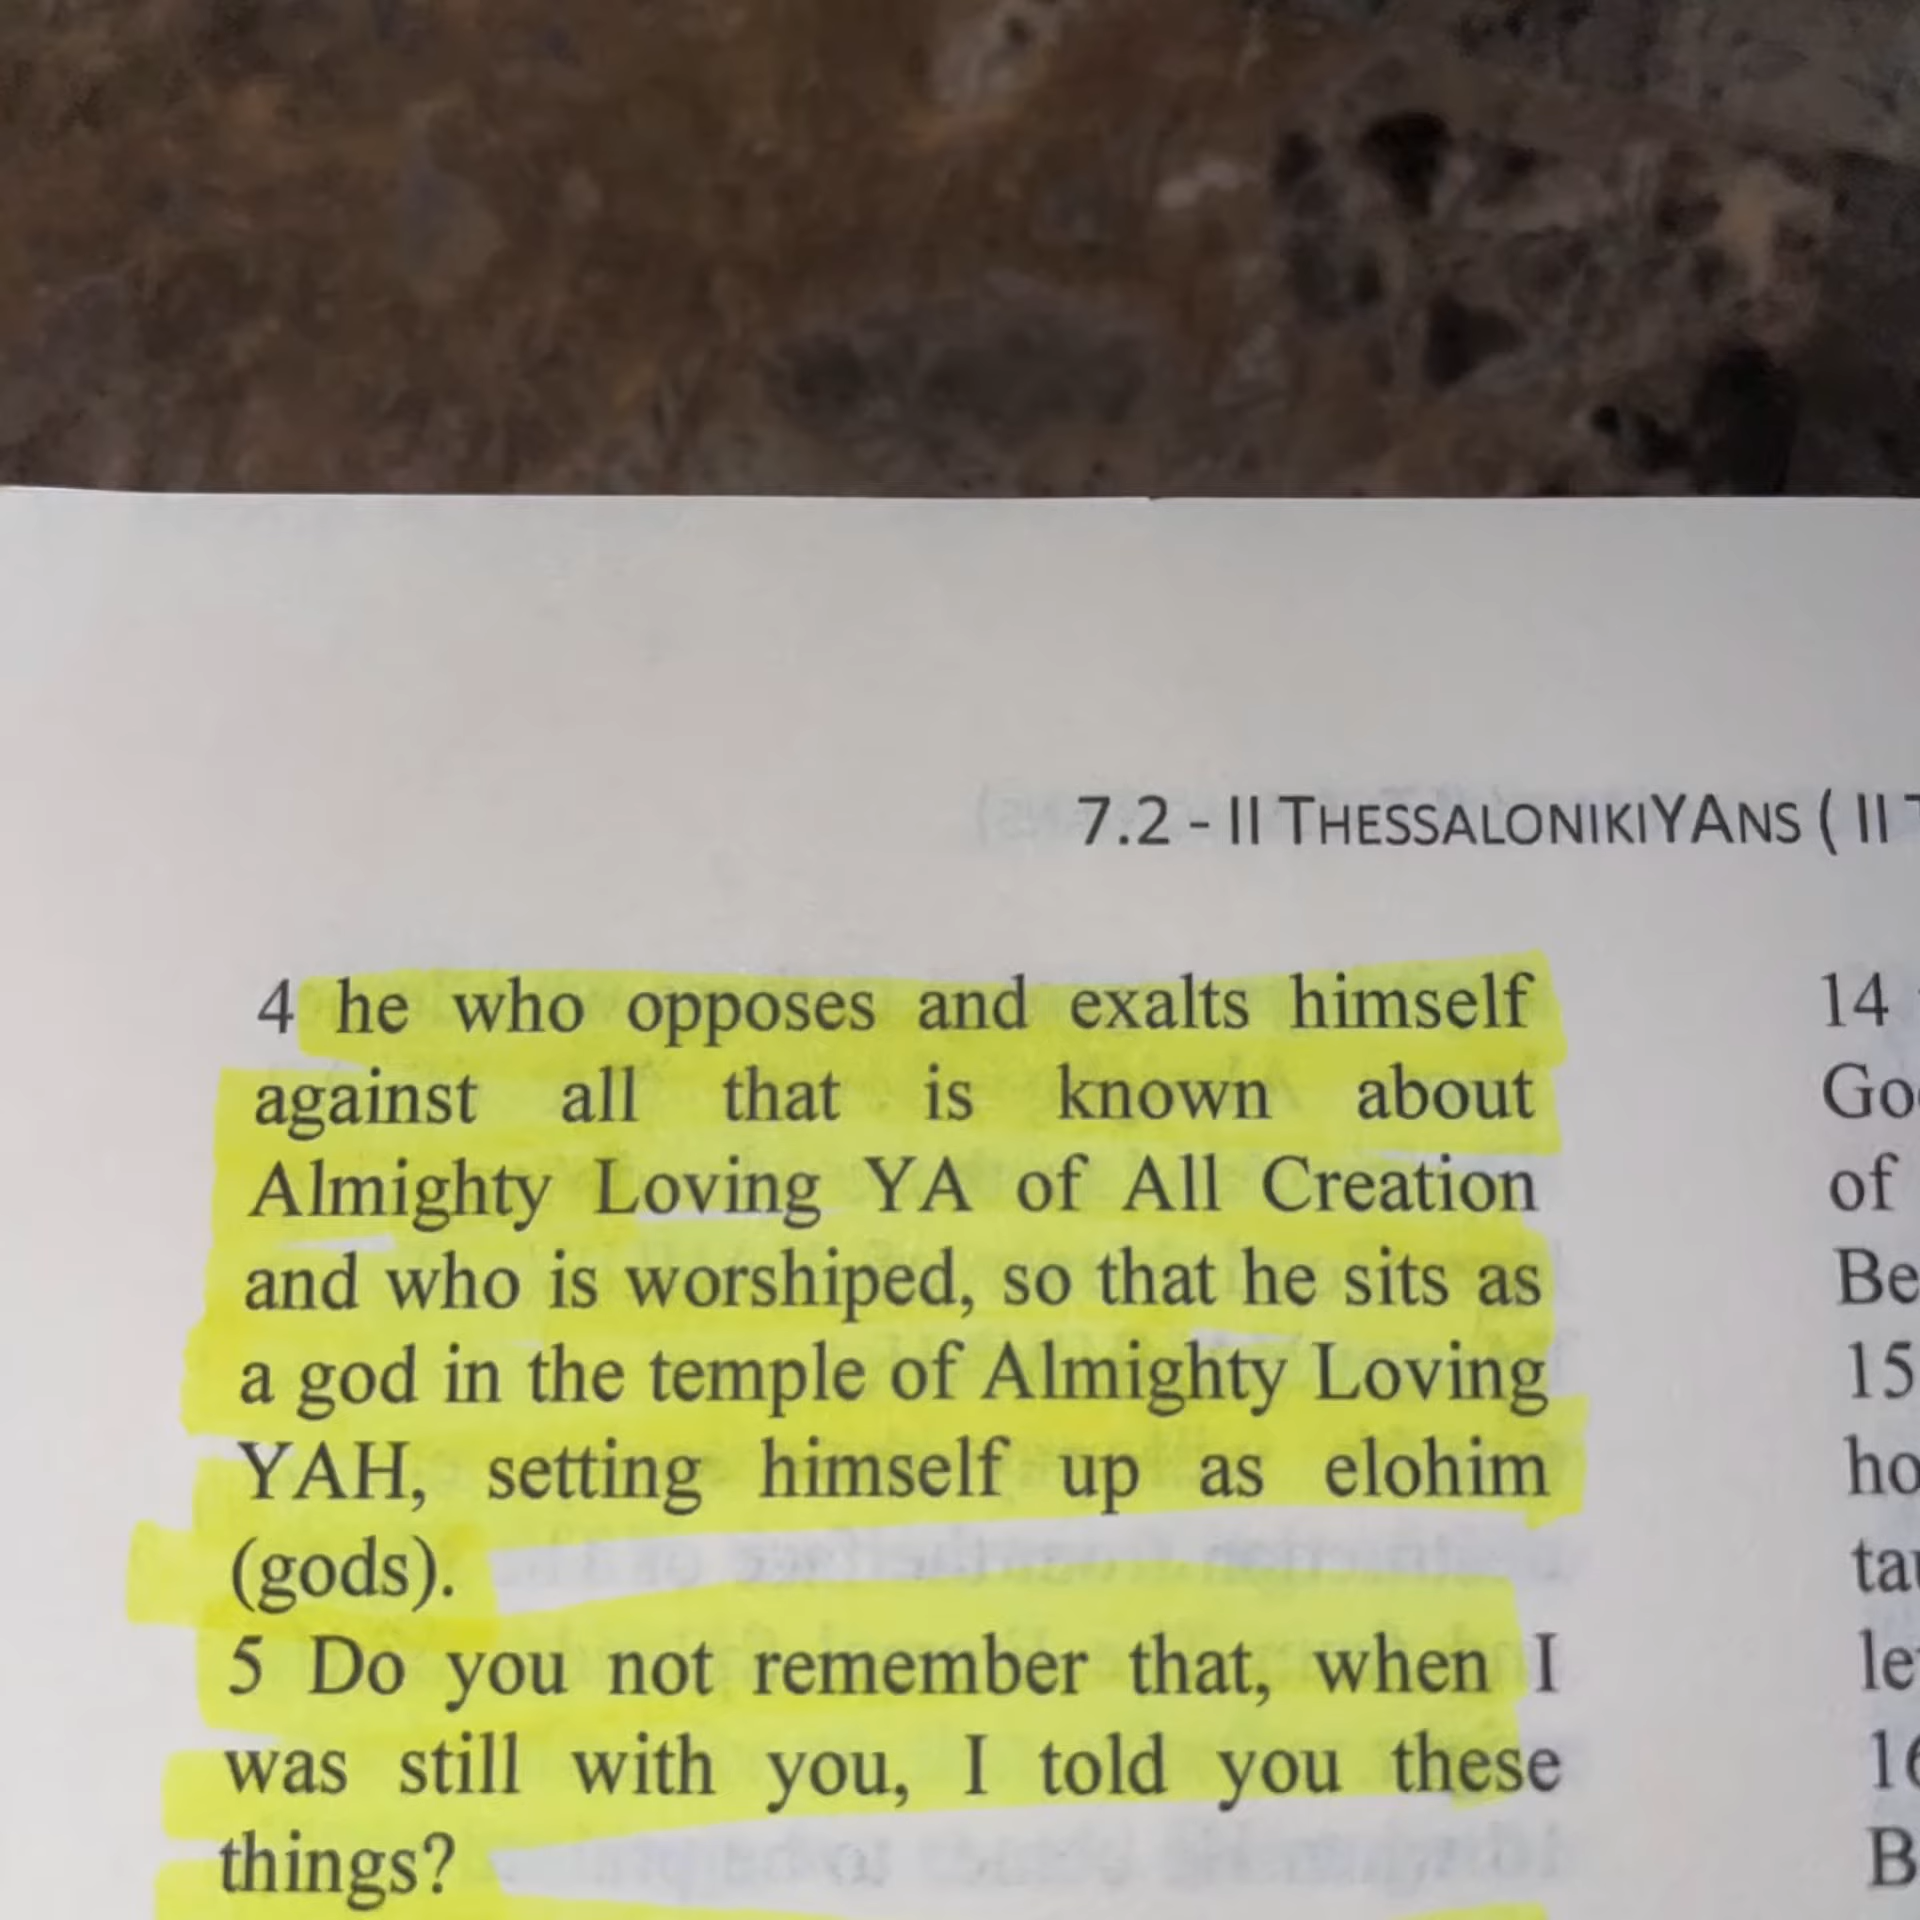 7.2 - II THESSALONIKIYANS ( II
4 he who opposes and exalts himself
against all that is known about
Almighty Loving YA of All Creation
and who is worshiped, so that he sits as
a god in the temple of Almighty Loving
YAH, setting himself up as elohim
(gods).
5 Do you not remember that, when I
was still with you, I told you these
things?
14
of
15